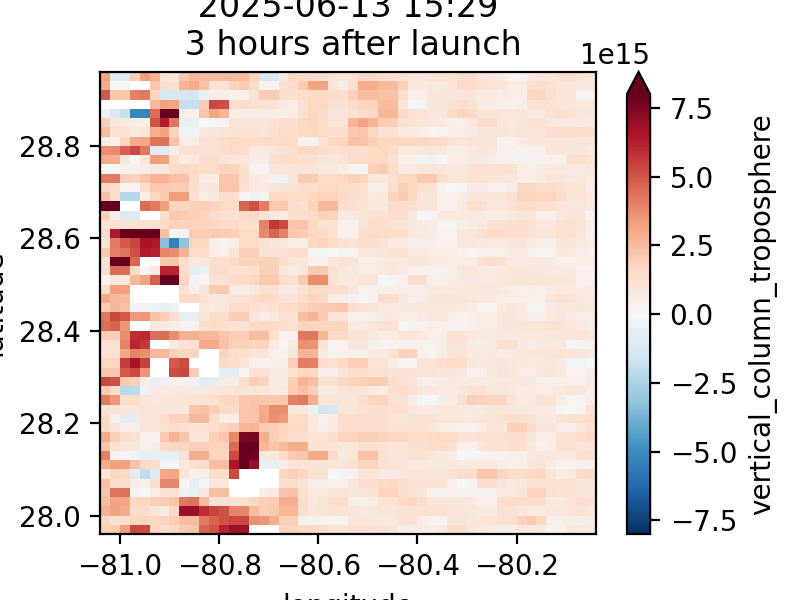 2025-06-13 15:29
3 hours after launch
1e15
28.8
28.6
28.4
28.2
28.0
−81.0 −80.8 −80.6 −80.4 −80.2
longitude
7.5
5.0
2.5
0.0
−2.5
−5.0
−7.5
vertical_column_troposphere